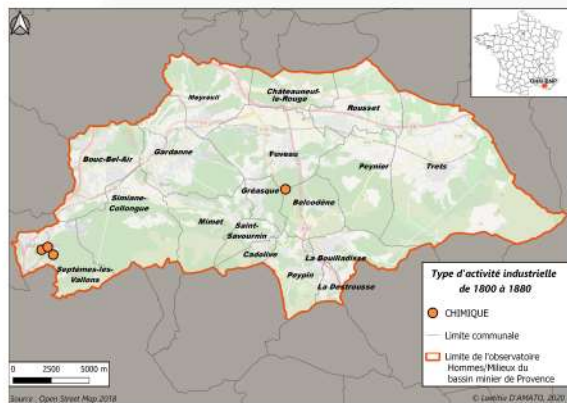 Châteauneuf-
le-Rouge
Meyreuil
Rousset
Gardanne
Bouc-Bel-Air
Fuveau
Peynier
Trets
Gréasque
Simiane-
Collongue
Belcodène
Mimet
Saint-
Savournin
Cadolive
La Bouilladisse
Septèmes-les-
Vallons
Peypin
La Destrousse
Type d'activité industrielle
de 1800 à 1880
CHIMIQUE
Limite communale
Limite de l'observatoire
Hommes/Milieux du
bassin minier de Provence
0 2500 5000 m
Source : Open Street Map 2018
© Laetitia D'AMATO, 2020